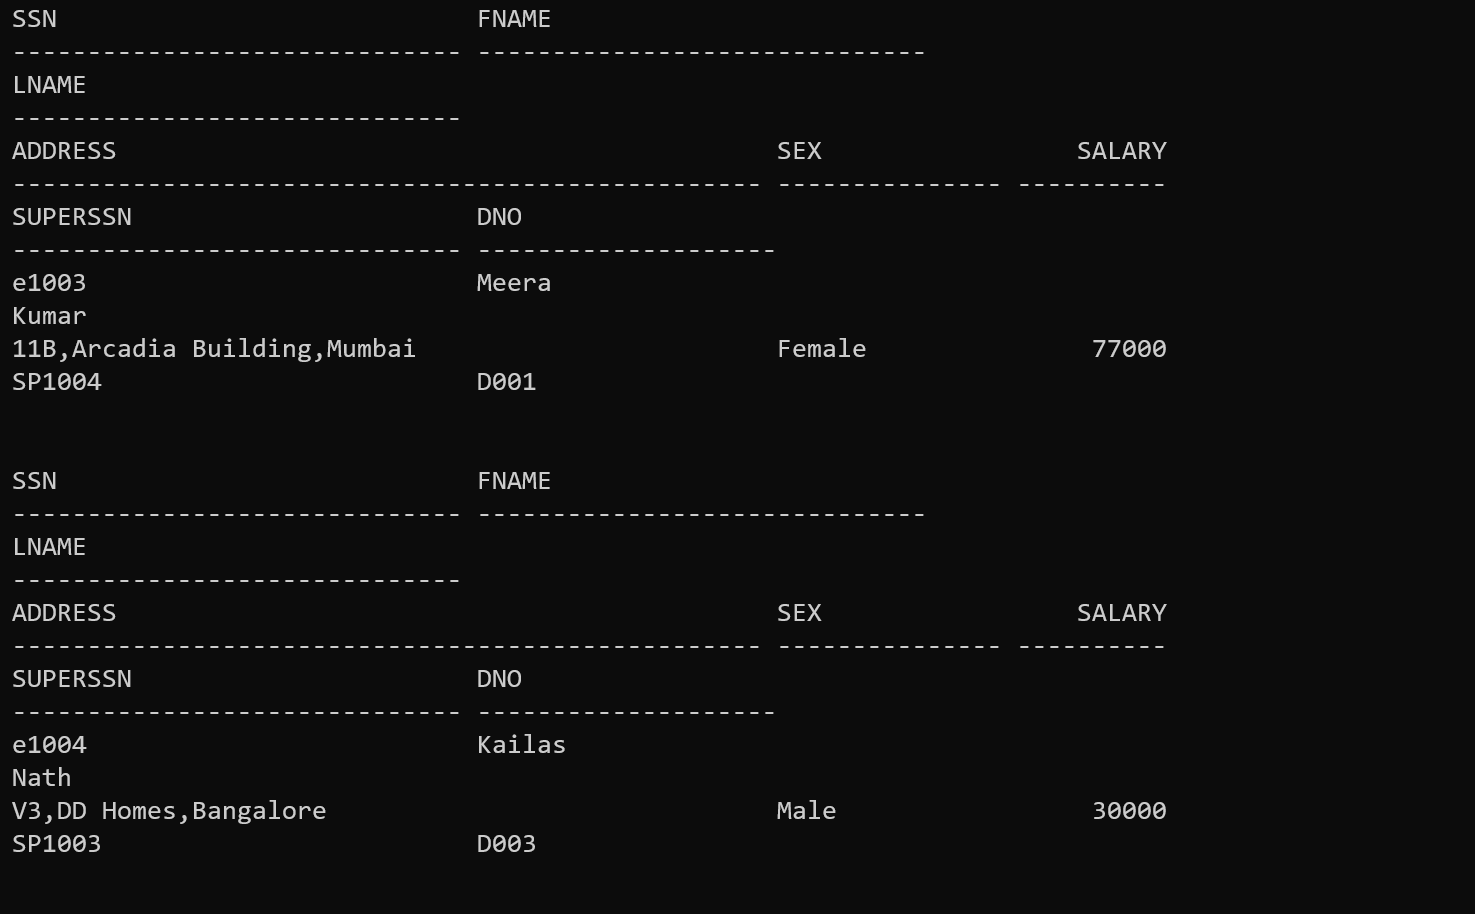 SSN                            FNAME
------------------------------ ------------------------------
LNAME
------------------------------
ADDRESS                                            SEX                 SALARY
-------------------------------------------------- --------------- ----------
SUPERSSN                       DNO
------------------------------ --------------------
e1003                          Meera
Kumar
11B,Arcadia Building,Mumbai                        Female               77000
SP1004                         D001
SSN                            FNAME
------------------------------ ------------------------------
LNAME
------------------------------
ADDRESS                                            SEX                 SALARY
-------------------------------------------------- --------------- ----------
SUPERSSN                       DNO
------------------------------ --------------------
e1004                          Kailas
Nath
V3,DD Homes,Bangalore                              Male                 30000
SP1003                         D003